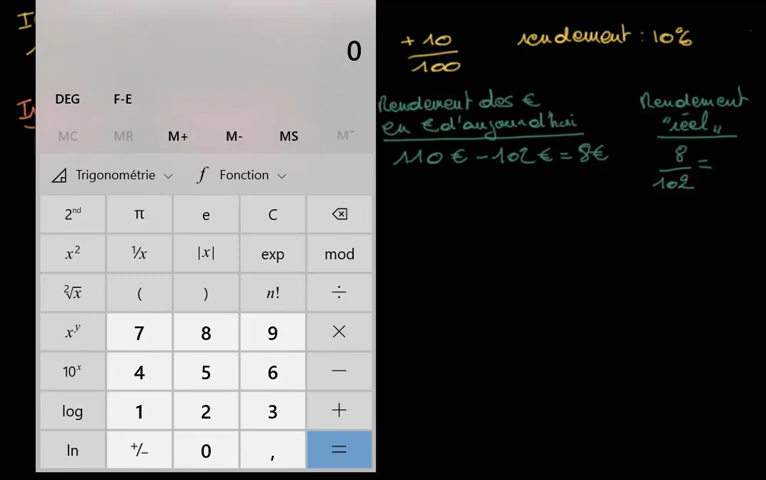 0
DEG F-E
MC MR M+ M- MS M˅
Trigonométrie f Fonction
2ⁿᵈ π e C
x² ¹/x |x| exp mod
²√x ( ) n! ÷
xʸ 7 8 9 ×
10ˣ 4 5 6 −
log 1 2 3 +
ln +/− 0 , =
+ 10
100
rendement : 10%
Rendement des €
en € d'aujourd'hui
110 € - 102 € = 8€
Rendement
"réel"
8
102 =